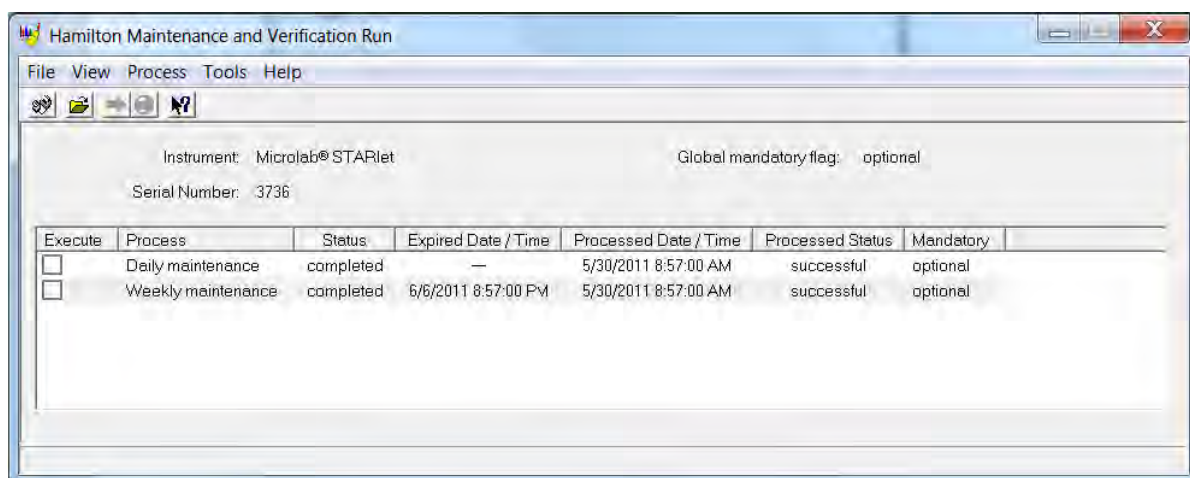 Hamilton Maintenance and Verification Run
File View Process Tools Help
Instrument: Microlab® STARlet Global mandatory flag: optional
Serial Number: 3736
Execute Process Status Expired Date / Time Processed Date / Time Processed Status Mandatory
Daily maintenance completed — 5/30/2011 8:57:00 AM successful optional
Weekly maintenance completed 6/6/2011 8:57:00 PM 5/30/2011 8:57:00 AM successful optional